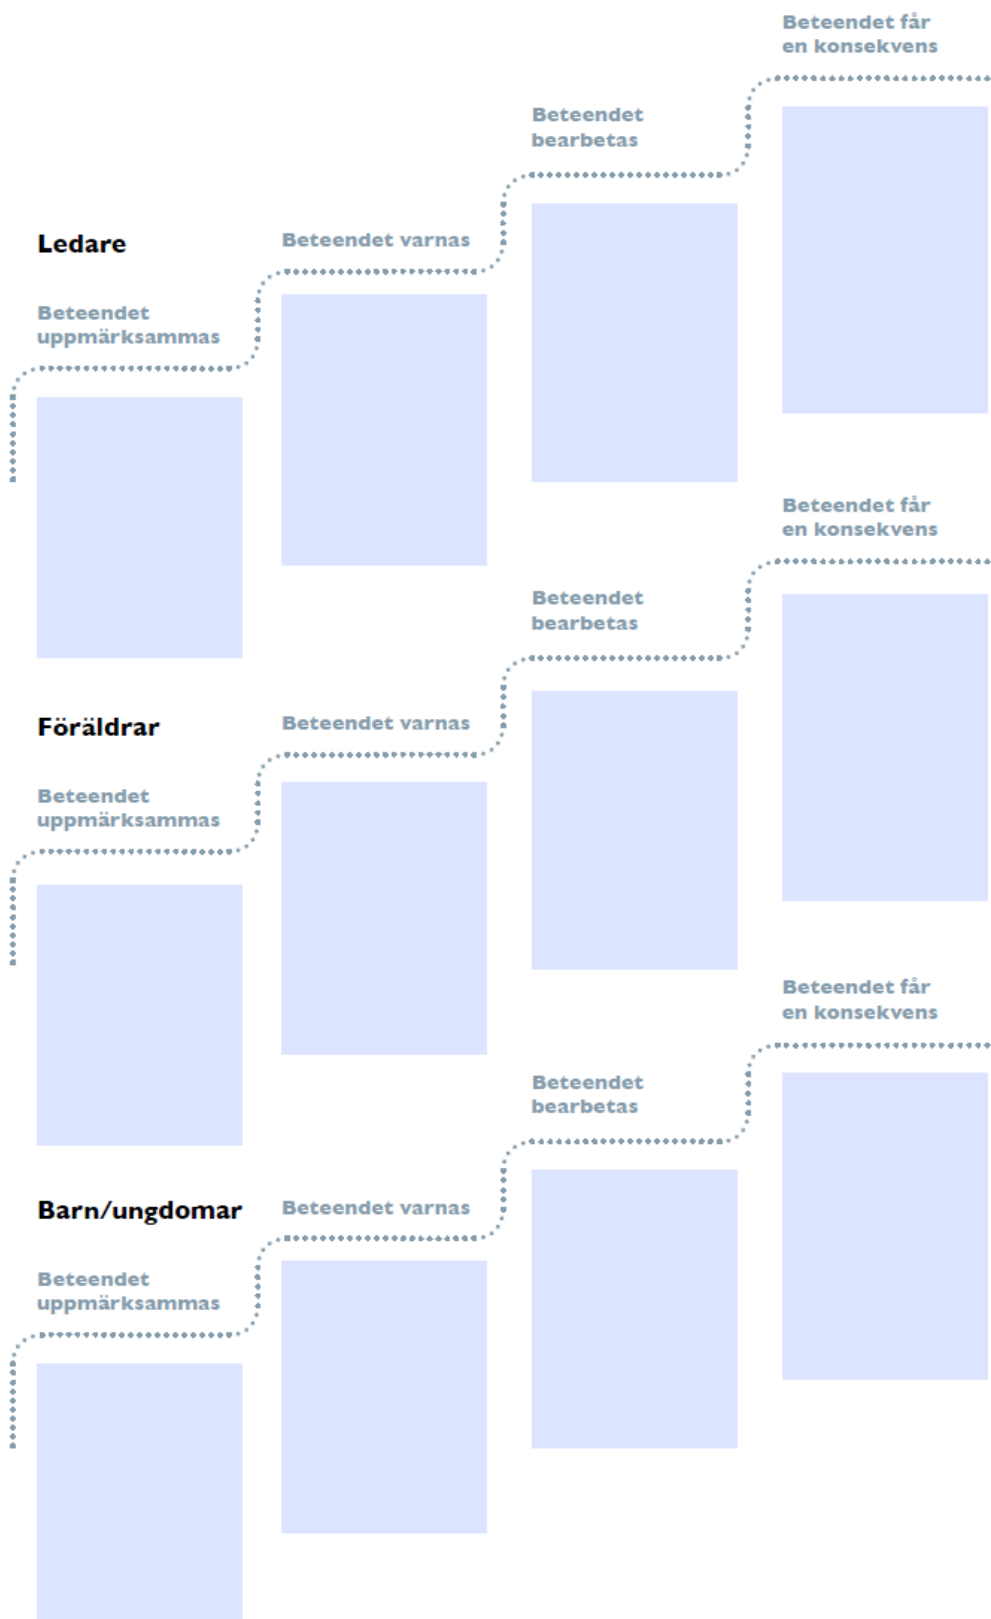 Ledare
Beteendet
uppmärksammas
Beteendet varnas
Beteendet
bearbetas
Beteendet får
en konsekvens
Föräldrar
Beteendet
uppmärksammas
Beteendet varnas
Beteendet
bearbetas
Beteendet får
en konsekvens
Barn/ungdomar
Beteendet
uppmärksammas
Beteendet varnas
Beteendet
bearbetas
Beteendet får
en konsekvens